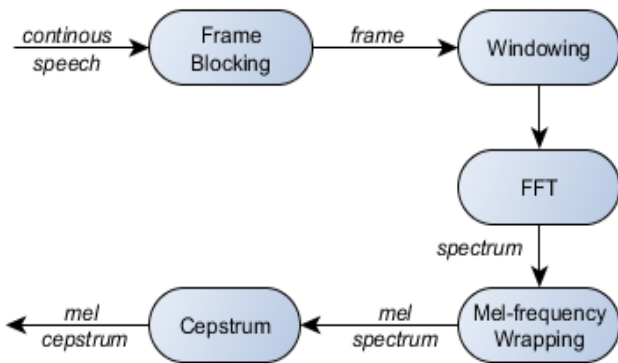 continous
speech
Frame
Blocking
frame
Windowing
FFT
spectrum
Mel-frequency
Wrapping
mel
spectrum
Cepstrum
mel
cepstrum